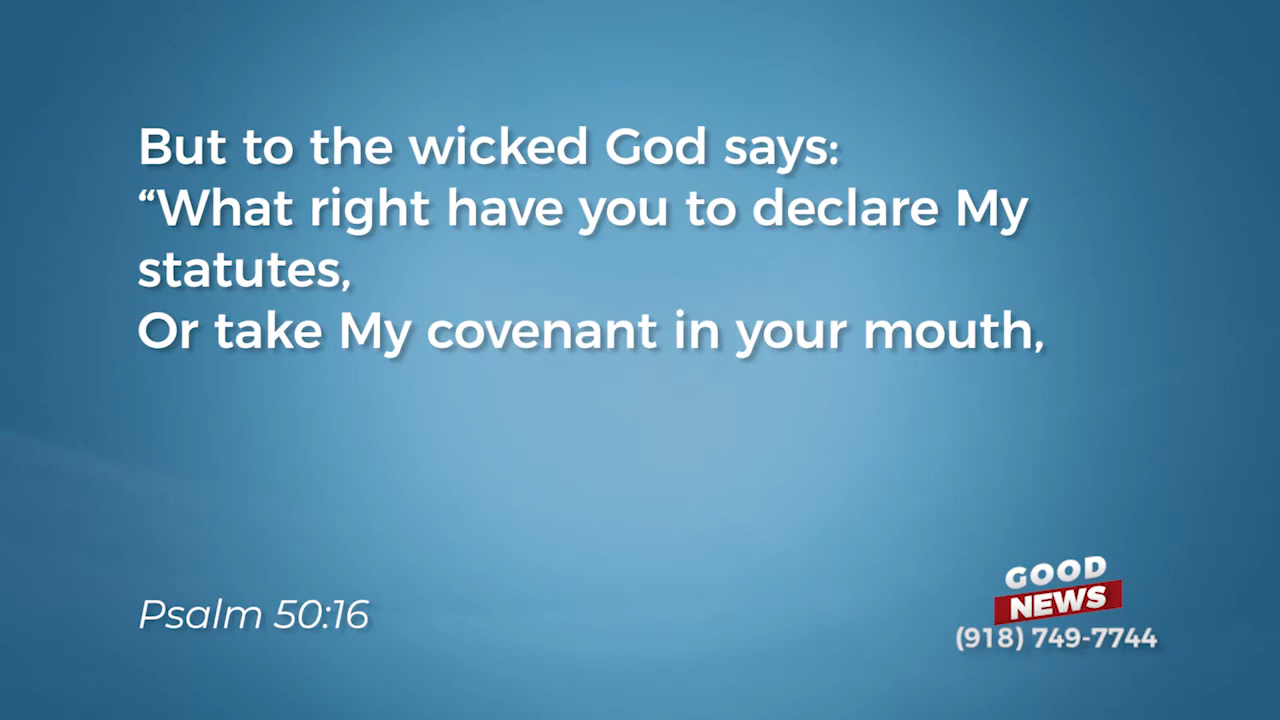 But to the wicked God says:
“What right have you to declare My
statutes,
Or take My covenant in your mouth,
Psalm 50:16
GOOD
NEWS
(918) 749-7744